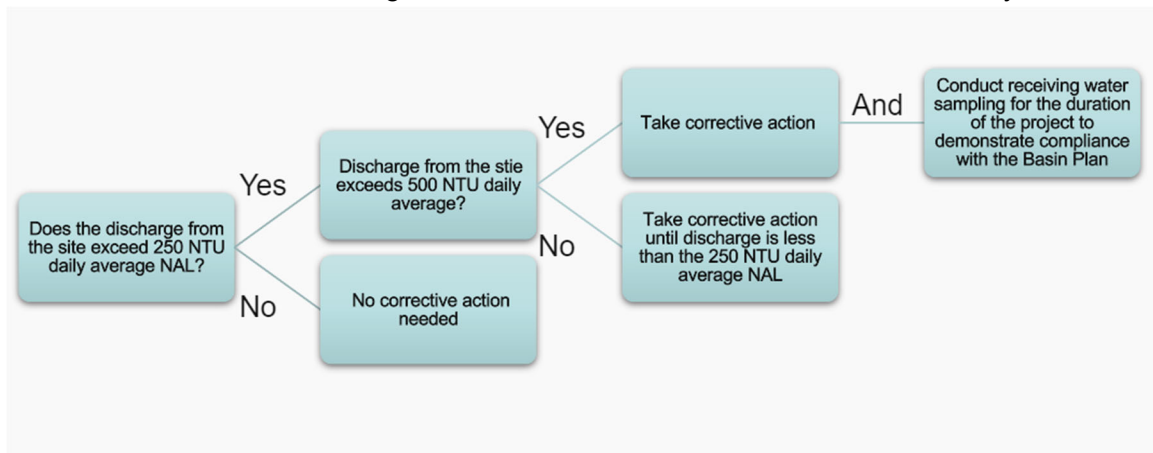 Does the discharge from
the site exceed 250 NTU
daily average NAL?
Yes
No
Discharge from the stie
exceeds 500 NTU daily
average?
No corrective action
needed
Yes
No
Take corrective action
And
Conduct receiving water
sampling for the duration
of the project to
demonstrate compliance
with the Basin Plan
Take corrective action
until discharge is less
than the 250 NTU daily
average NAL